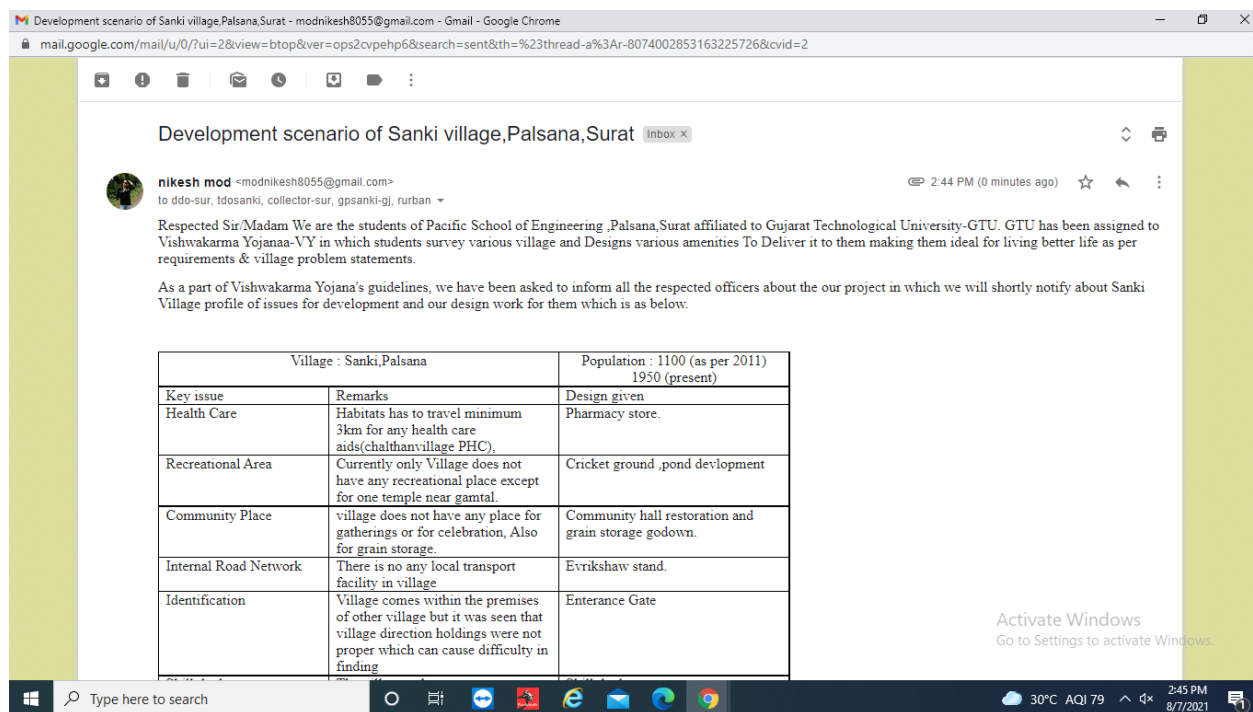 Development scenario of Sanki village,Palsana,Surat - modnikesh8055@gmail.com - Gmail - Google Chrome
mail.google.com/mail/u/0/?ui=2&view=btop&ver=ops2cvpehp6&search=sent&th=%23thread-a%3Ar-8074002853163225726&cvid=2
Development scenario of Sanki village,Palsana,Surat Inbox ×
nikesh mod <modnikesh8055@gmail.com>
2:44 PM (0 minutes ago)
to ddo-sur, tdosanki, collector-sur, gpsanki-gj, rurban
Respected Sir/Madam We are the students of Pacific School of Engineering ,Palsana,Surat affiliated to Gujarat Technological University-GTU. GTU has been assigned to
Vishwakarma Yojanaa-VY in which students survey various village and Designs various amenities To Deliver it to them making them ideal for living better life as per
requirements & village problem statements.
As a part of Vishwakarma Yojana's guidelines, we have been asked to inform all the respected officers about the our project in which we will shortly notify about Sanki
Village profile of issues for development and our design work for them which is as below.
Village : Sanki,Palsana
Population : 1100 (as per 2011)
1950 (present)
Key issue
Remarks
Design given
Health Care
Habitats has to travel minimum
3km for any health care
aids(chalthanvillage PHC),
Pharmacy store.
Recreational Area
Currently only Village does not
have any recreational place except
for one temple near gamtal.
Cricket ground ,pond devlopment
Community Place
village does not have any place for
gatherings or for celebration, Also
for grain storage.
Community hall restoration and
grain storage godown.
Internal Road Network
There is no any local transport
facility in village
Evrikshaw stand.
Identification
Village comes within the premises
of other village but it was seen that
village direction holdings were not
proper which can cause difficulty in
finding
Enterance Gate
Activate Windows
Go to Settings to activate Windows.
Type here to search
30°C AQI 79
2:45 PM
8/7/2021
1